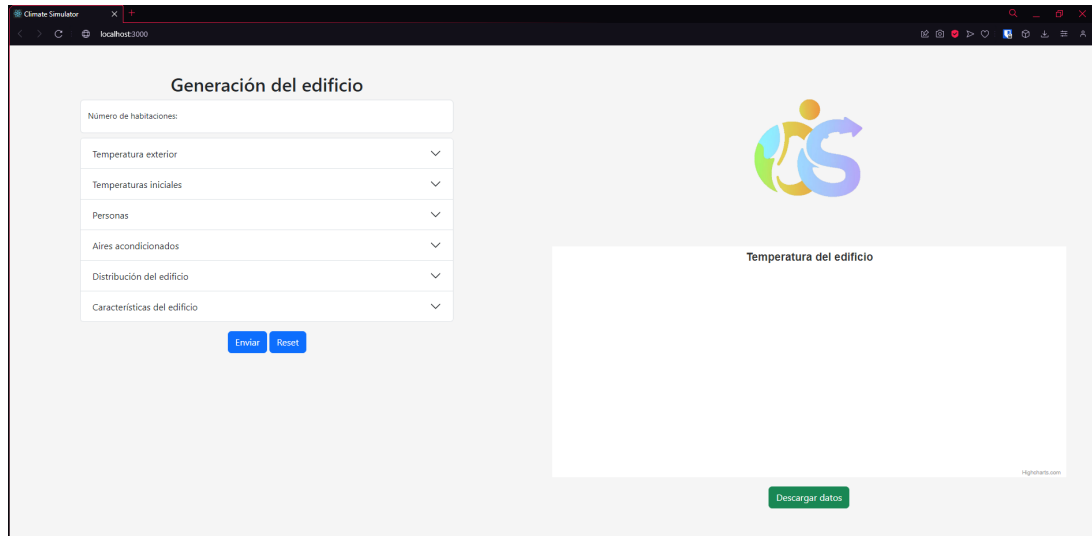 Climate Simulator
localhost:3000
Generación del edificio
Número de habitaciones:
Temperatura exterior
Temperaturas iniciales
Personas
Aires acondicionados
Distribución del edificio
Características del edificio
Enviar
Reset
Temperatura del edificio
Highcharts.com
Descargar datos